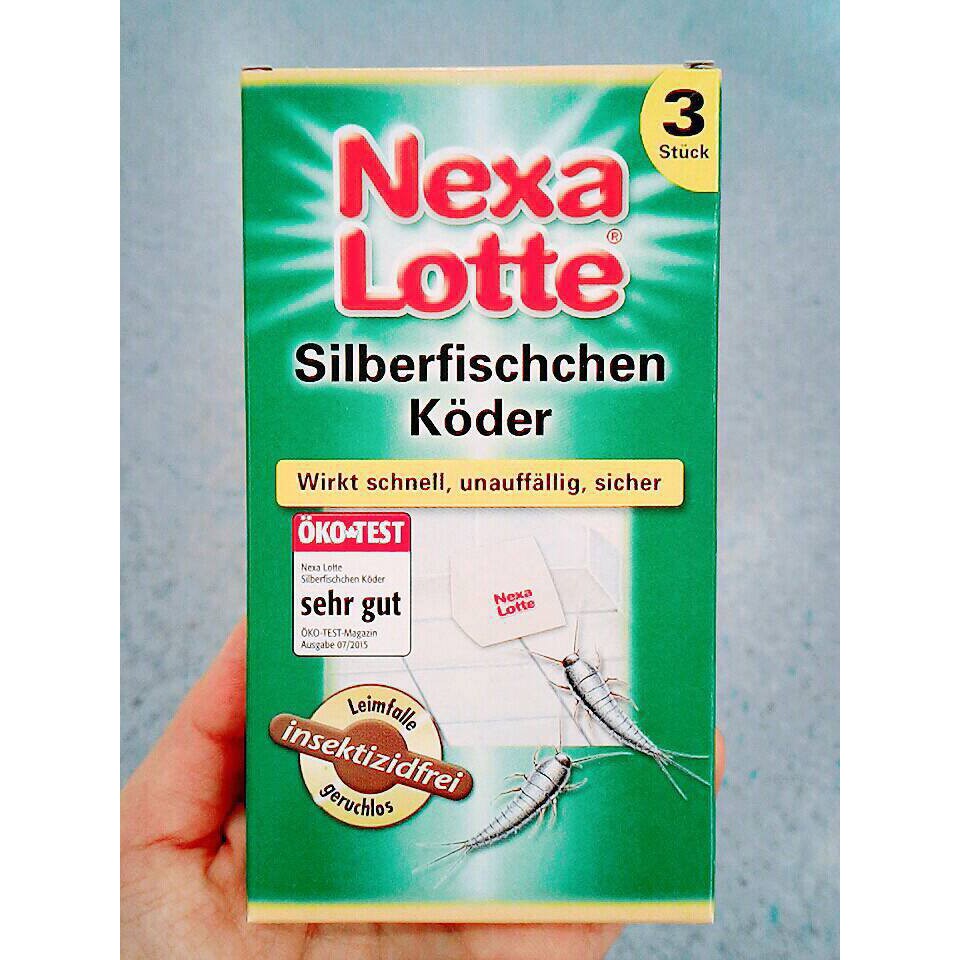 3
Stück
Nexa
Lotte®
Silberfischchen
Köder
Wirkt schnell, unauffällig, sicher
ÖKO TEST
Nexa Lotte
Silberfischchen Köder
sehr gut
ÖKO-TEST-Magazin
Ausgabe 07/2015
Nexa
Lotte
Leimfalle
insektizidfrei
geruchlos